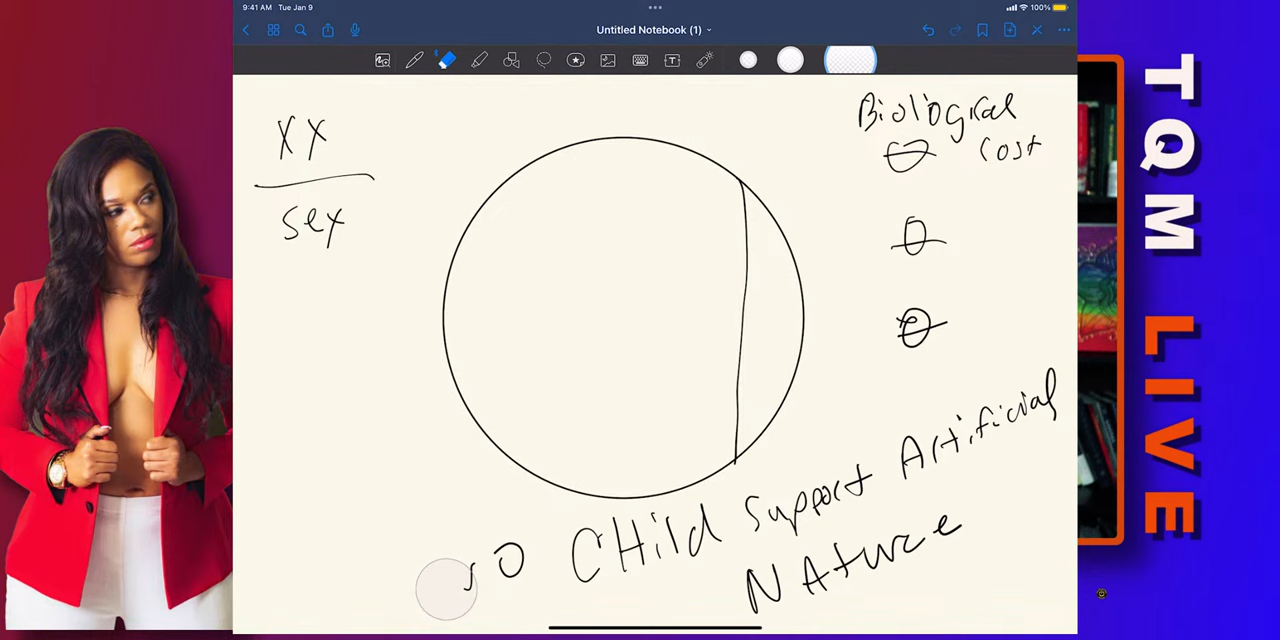 9:41 AM Tue Jan 9
100%
Untitled Notebook (1)
T
XX
sex
Biological
Cost
Child Support Artificial
Nature
TQM LIVE